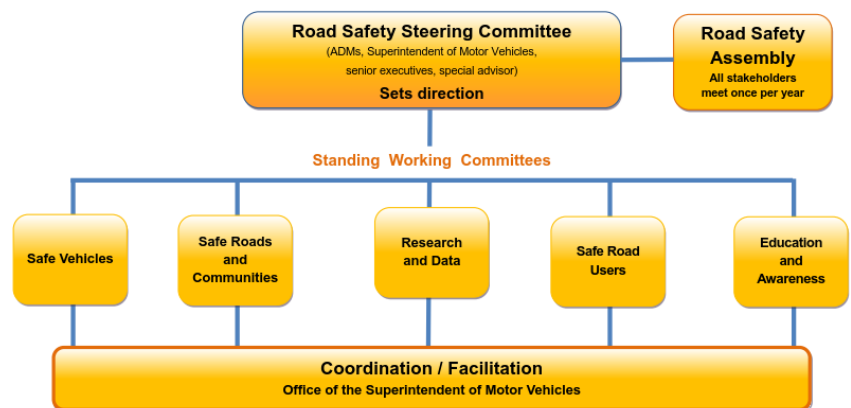 Road Safety Steering Committee
(ADMs, Superintendent of Motor Vehicles,
senior executives, special advisor)
Sets direction
Road Safety
Assembly
All stakeholders
meet once per year
Standing Working Committees
Safe Vehicles
Safe Roads
and
Communities
Research
and Data
Safe Road
Users
Education
and
Awareness
Coordination / Facilitation
Office of the Superintendent of Motor Vehicles